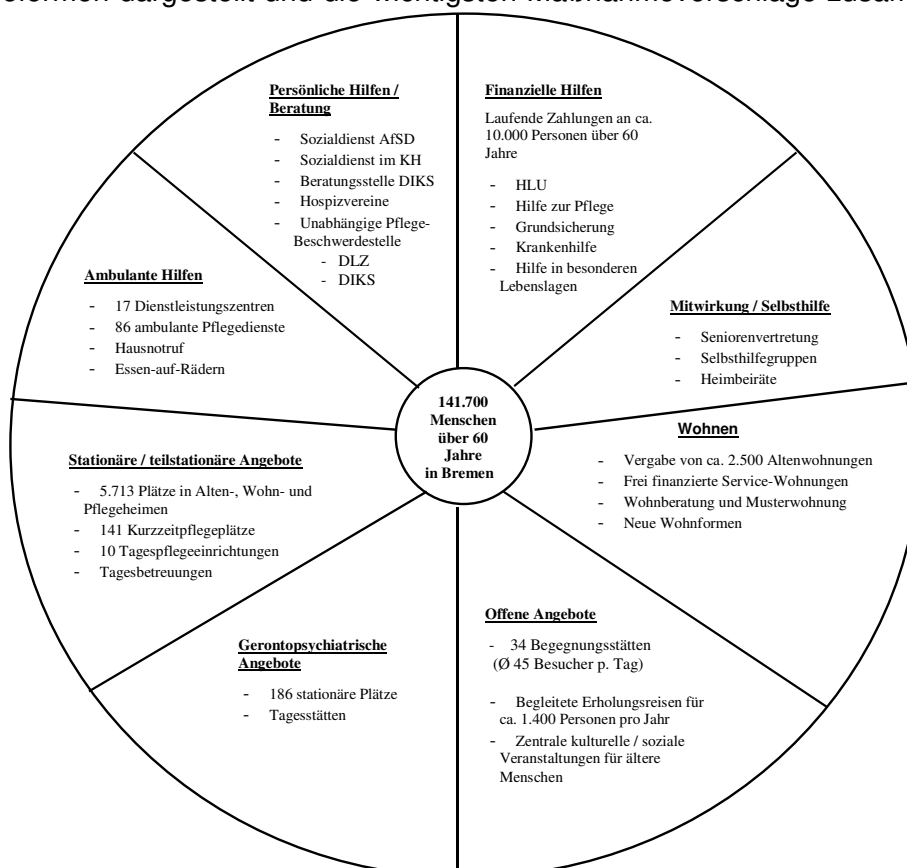 formen dargestellt und die wichtigsten Maßnahmevorschläge
Persönliche Hilfen /
Beratung
- Sozialdienst AfSD
- Sozialdienst im KH
- Beratungsstelle DIKS
- Hospizvereine
- Unabhängige Pflege-
Beschwerdestelle
- DLZ
- DIKS
Finanzielle Hilfen
Laufende Zahlungen an ca.
10.000 Personen über 60
Jahre
- HLU
- Hilfe zur Pflege
- Grundsicherung
- Krankenhilfe
- Hilfe in besonderen
Lebenslagen
Ambulante Hilfen
- 17 Dienstleistungszentren
- 86 ambulante Pflegedienste
- Hausnotruf
- Essen-auf-Rädern
Mitwirkung / Selbsthilfe
- Seniorenvertretung
- Selbsthilfegruppen
- Heimbeiräte
141.700
Menschen
über 60
Jahre
in Bremen
Wohnen
- Vergabe von ca. 2.500 Altenwohnungen
- Frei finanzierte Service-Wohnungen
- Wohnberatung und Musterwohnung
- Neue Wohnformen
Stationäre / teilstationäre Angebote
- 5.713 Plätze in Alten-, Wohn- und
Pflegeheimen
- 141 Kurzzeitpflegeplätze
- 10 Tagespflegeeinrichtungen
- Tagesbetreuungen
Gerontopsychiatrische
Angebote
- 186 stationäre Plätze
- Tagesstätten
Offene Angebote
- 34 Begegnungsstätten
(Ø 45 Besucher p. Tag)
- Begleitete Erholungsreisen für
ca. 1.400 Personen pro Jahr
- Zentrale kulturelle / soziale
Veranstaltungen für ältere
Menschen